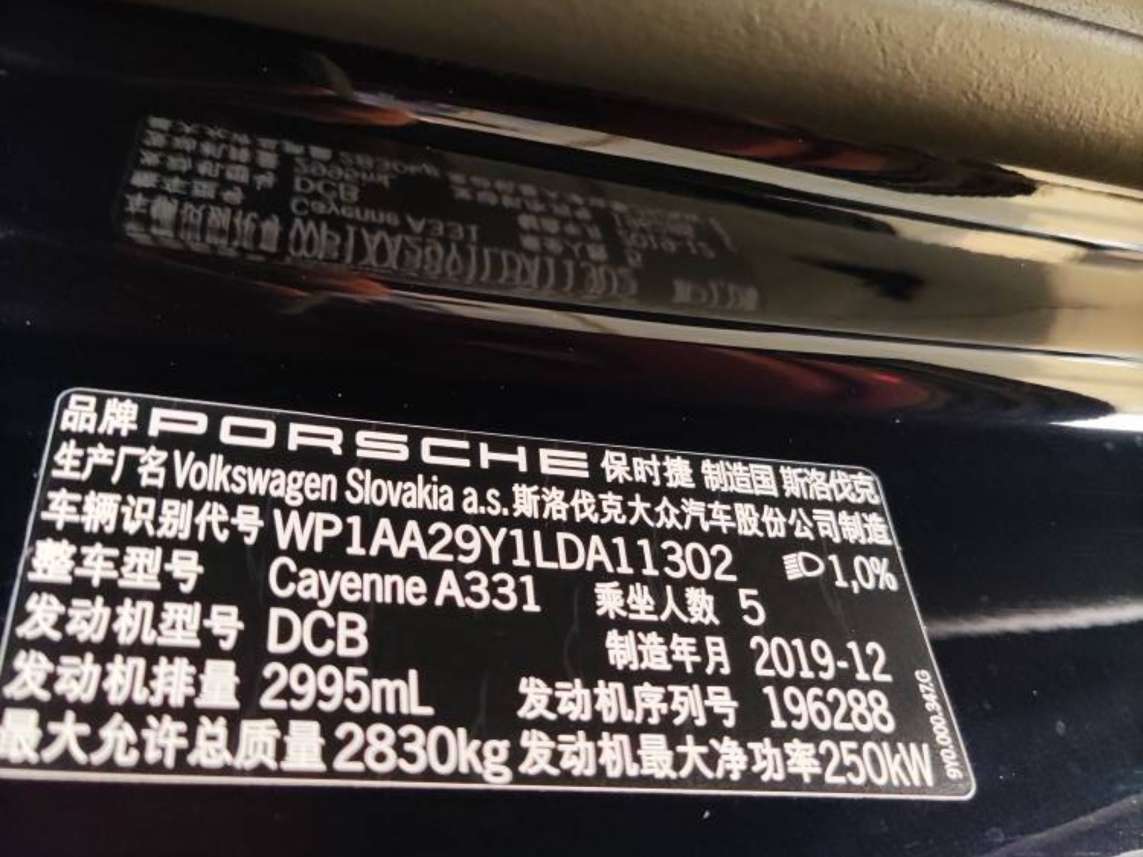 品牌 PORSCHE 保时捷 制造国 斯洛伐克
生产厂名 Volkswagen Slovakia a.s. 斯洛伐克大众汽车股份公司制造
车辆识别代号 WP1AA29Y1LDA11302 1,0%
整车型号 Cayenne A331 乘坐人数 5
发动机型号 DCB 制造年月 2019-12
发动机排量 2995mL 发动机序列号 196288
最大允许总质量 2830kg 发动机最大净功率 250kW
9Y0.000.347.G